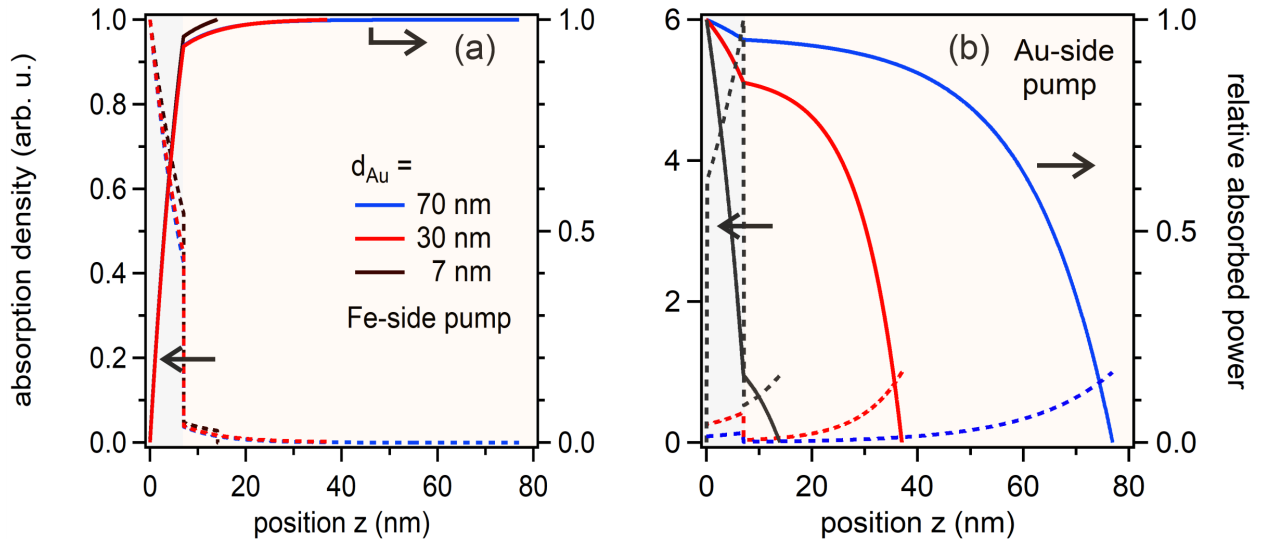 absorption density (arb. u.)
1.0
0.8
0.6
0.4
0.2
0.0
(a)
d_Au =
70 nm
30 nm
7 nm
Fe-side pump
1.0
0.5
0.0
0
20
40
60
80
position z (nm)
6
4
2
0
(b)
Au-side
pump
1.0
0.5
0.0
relative absorbed power
0
20
40
60
80
position z (nm)